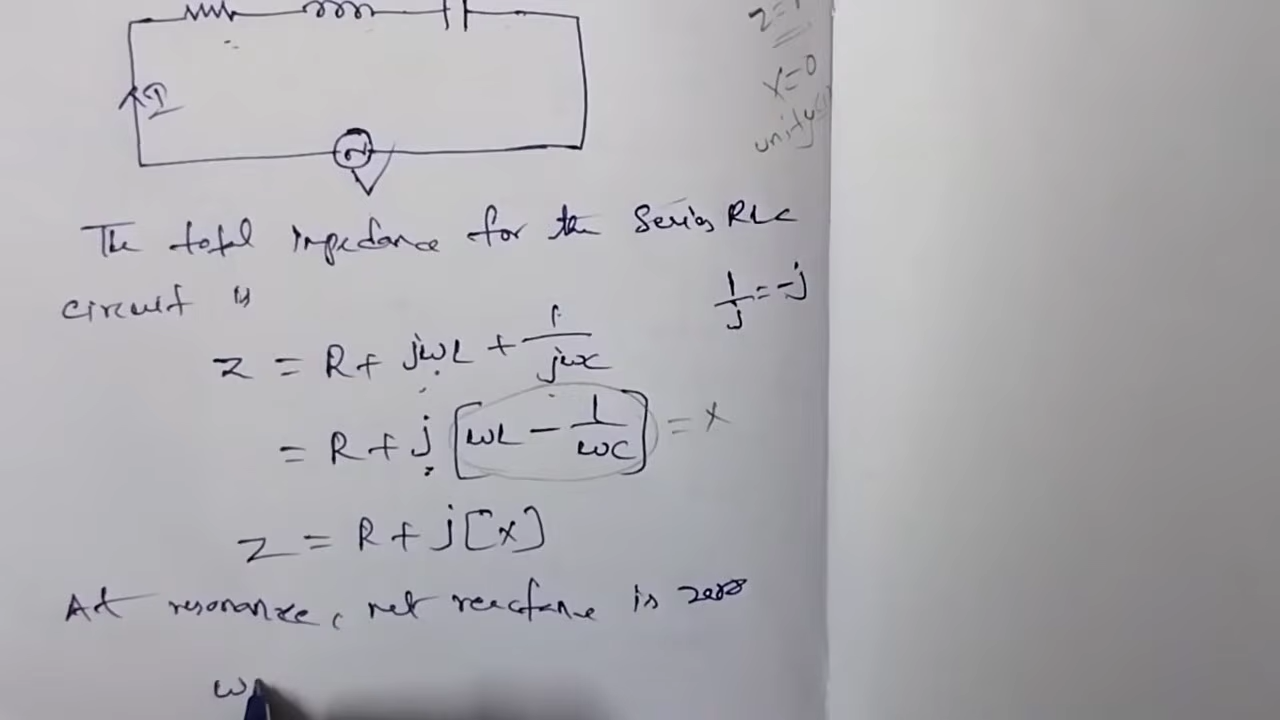 I
V
z=
x=0
unity
The total impedance for the Series RLC
circuit is
1/j = -j
Z = R + jωL + 1/jωC
= R + j [ωL - 1/ωC] = X
Z = R + j[X]
At resonance, net reactance is zero
ω